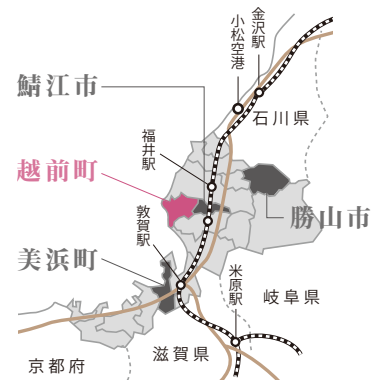 金沢駅
小松空港
石川県
鯖江市
福井駅
越前町
敦賀駅
勝山市
美浜町
米原駅
岐阜県
滋賀県
京都府